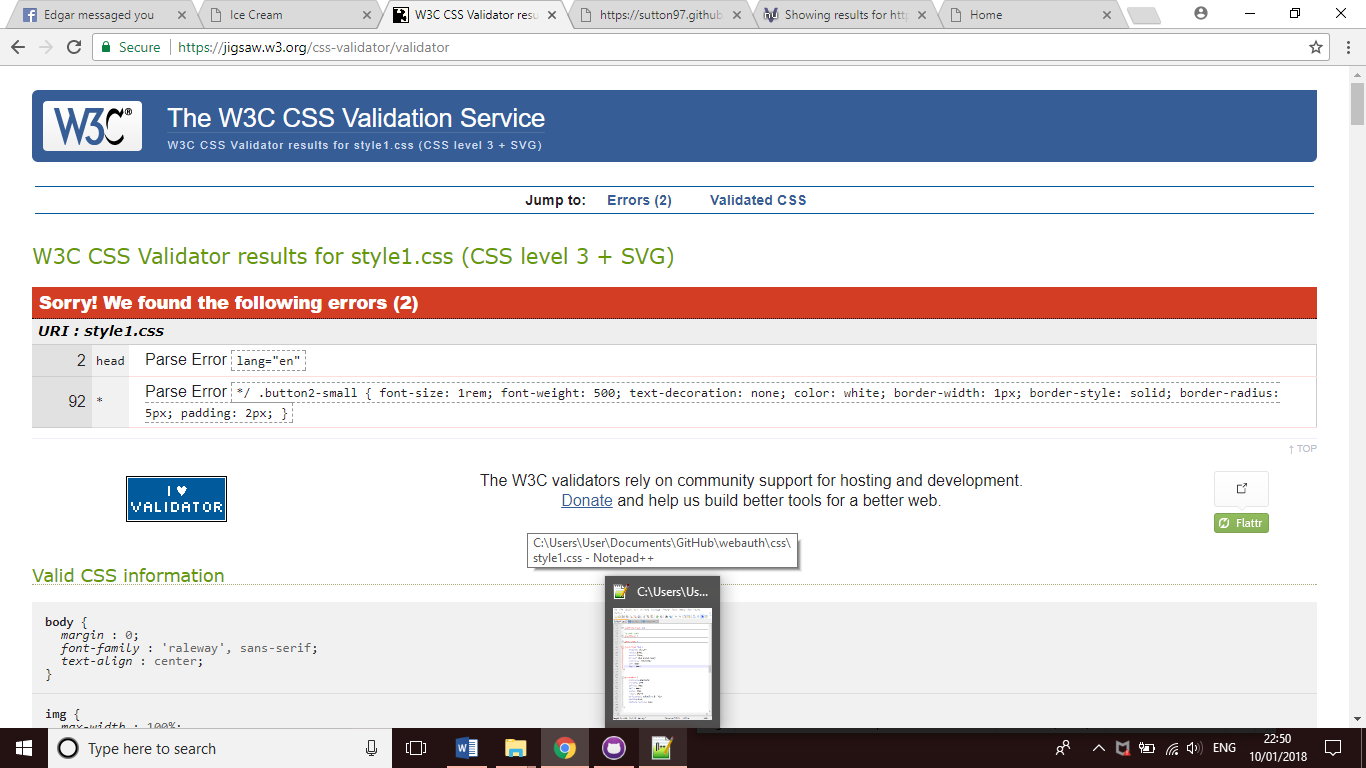 Edgar messaged you
Ice Cream
W3C CSS Validator resu
https://sutton97.github
Showing results for http
Home
Secure
https://jigsaw.w3.org/css-validator/validator
W3C®
The W3C CSS Validation Service
W3C CSS Validator results for style1.css (CSS level 3 + SVG)
Jump to: Errors (2) Validated CSS
W3C CSS Validator results for style1.css (CSS level 3 + SVG)
Sorry! We found the following errors (2)
URI : style1.css
2 head Parse Error lang="en"
92 * Parse Error */ .button2-small { font-size: 1rem; font-weight: 500; text-decoration: none; color: white; border-width: 1px; border-style: solid; border-radius:
5px; padding: 2px; }
↑ TOP
I ♥
VALIDATOR
The W3C validators rely on community support for hosting and development.
Donate and help us build better tools for a better web.
Flattr
C:\Users\User\Documents\GitHub\webauth\css\
style1.css - Notepad++
Valid CSS information
C:\Users\Us...
body {
margin : 0;
font-family : 'raleway', sans-serif;
text-align : center;
}
img {
max-width : 100%;
Type here to search
ENG
22:50
10/01/2018